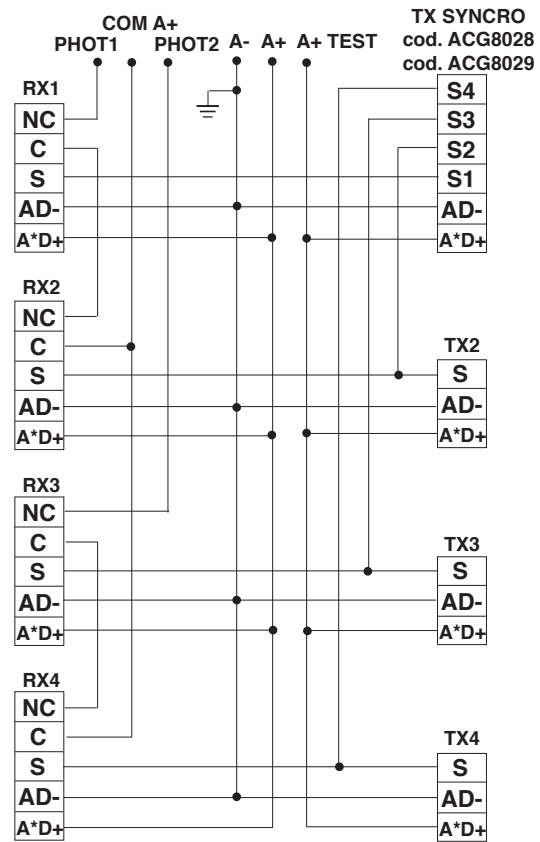 COM A+
PHOT1
PHOT2
A-
A+
A+ TEST
TX SYNCRO
cod. ACG8028
cod. ACG8029
RX1
NC
C
S
AD-
A*D+
S4
S3
S2
S1
AD-
A*D+
RX2
NC
C
S
AD-
A*D+
TX2
S
AD-
A*D+
RX3
NC
C
S
AD-
A*D+
TX3
S
AD-
A*D+
RX4
NC
C
S
AD-
A*D+
TX4
S
AD-
A*D+